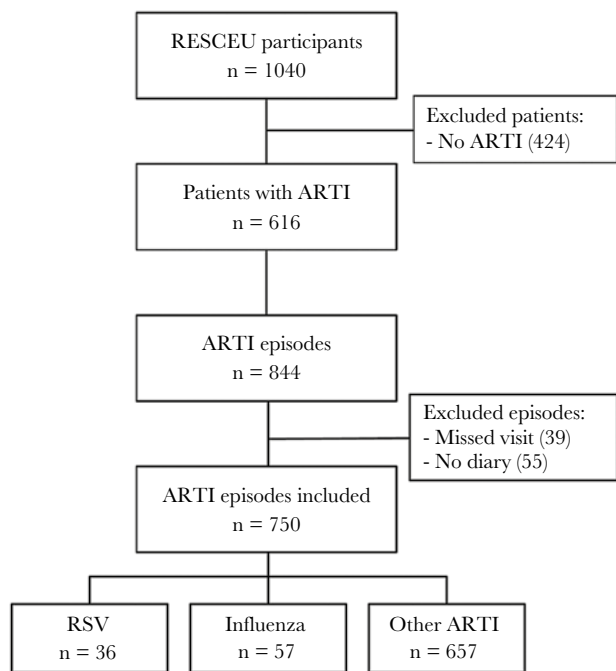 RESCEU participants
n = 1040
Excluded patients:
- No ARTI (424)
Patients with ARTI
n = 616
ARTI episodes
n = 844
Excluded episodes:
- Missed visit (39)
- No diary (55)
ARTI episodes included
n = 750
RSV
n = 36
Influenza
n = 57
Other ARTI
n = 657